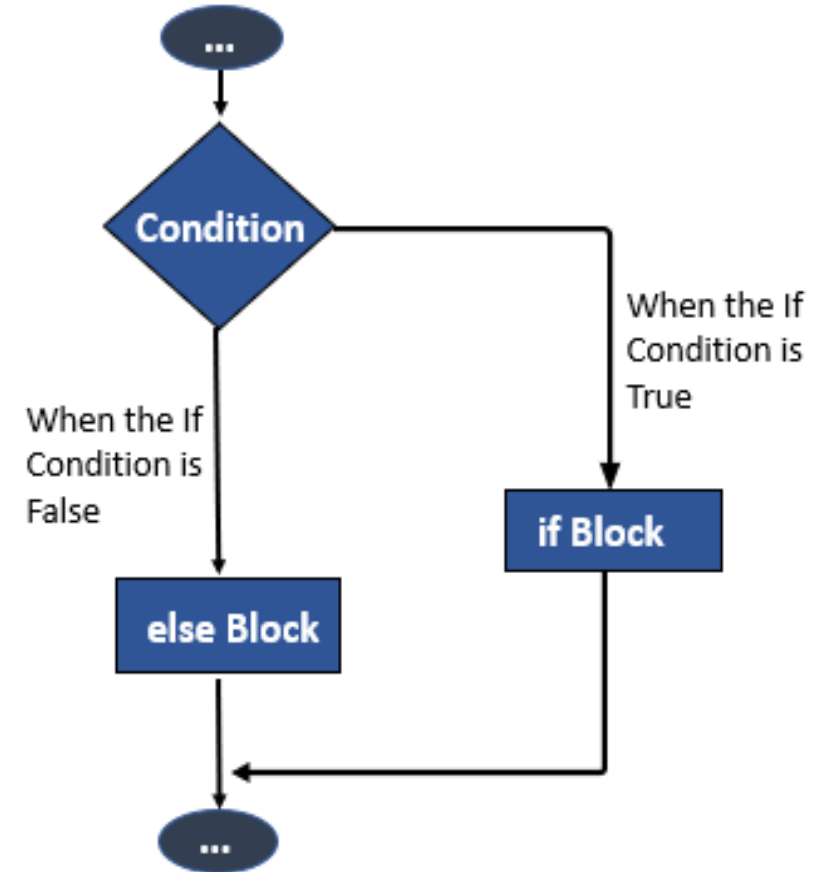 ...
Condition
When the If
Condition is
True
When the If
Condition is
False
if Block
else Block
...